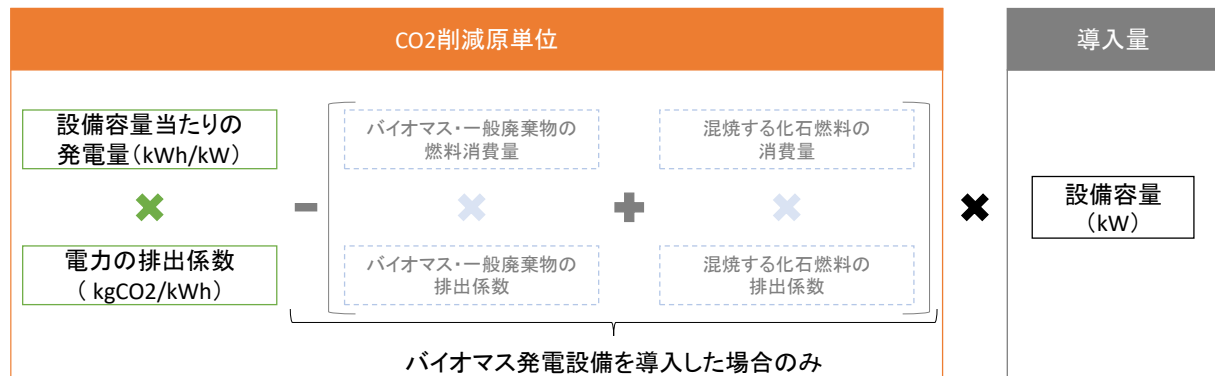 CO2削減原単位
導入量
設備容量当たりの
発電量(kWh/kW)
バイオマス・一般廃棄物の
燃料消費量
混焼する化石燃料の
消費量
設備容量
(kW)
電力の排出係数
( kgCO2/kWh)
バイオマス・一般廃棄物の
排出係数
混焼する化石燃料の
排出係数
バイオマス発電設備を導入した場合のみ